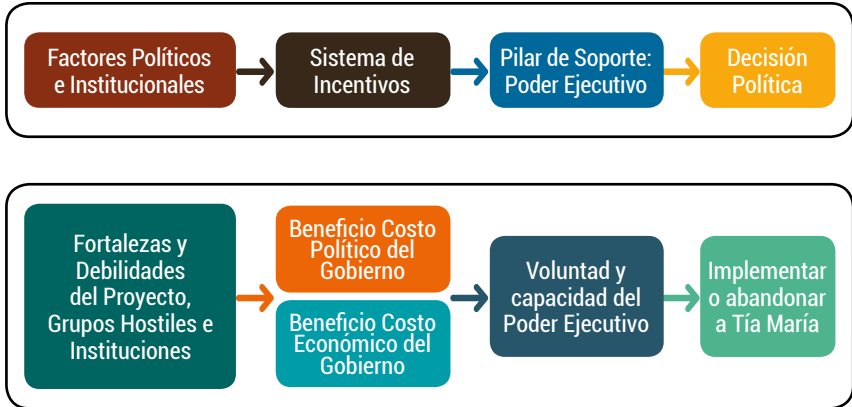 Factores Políticos
e Institucionales
Sistema de
Incentivos
Pilar de Soporte:
Poder Ejecutivo
Decisión
Política
Fortalezas y
Debilidades
del Proyecto,
Grupos Hostiles e
Instituciones
Beneficio Costo
Político del
Gobierno
Beneficio Costo
Económico del
Gobierno
Voluntad y
capacidad del
Poder Ejecutivo
Implementar
o abandonar
a Tía María